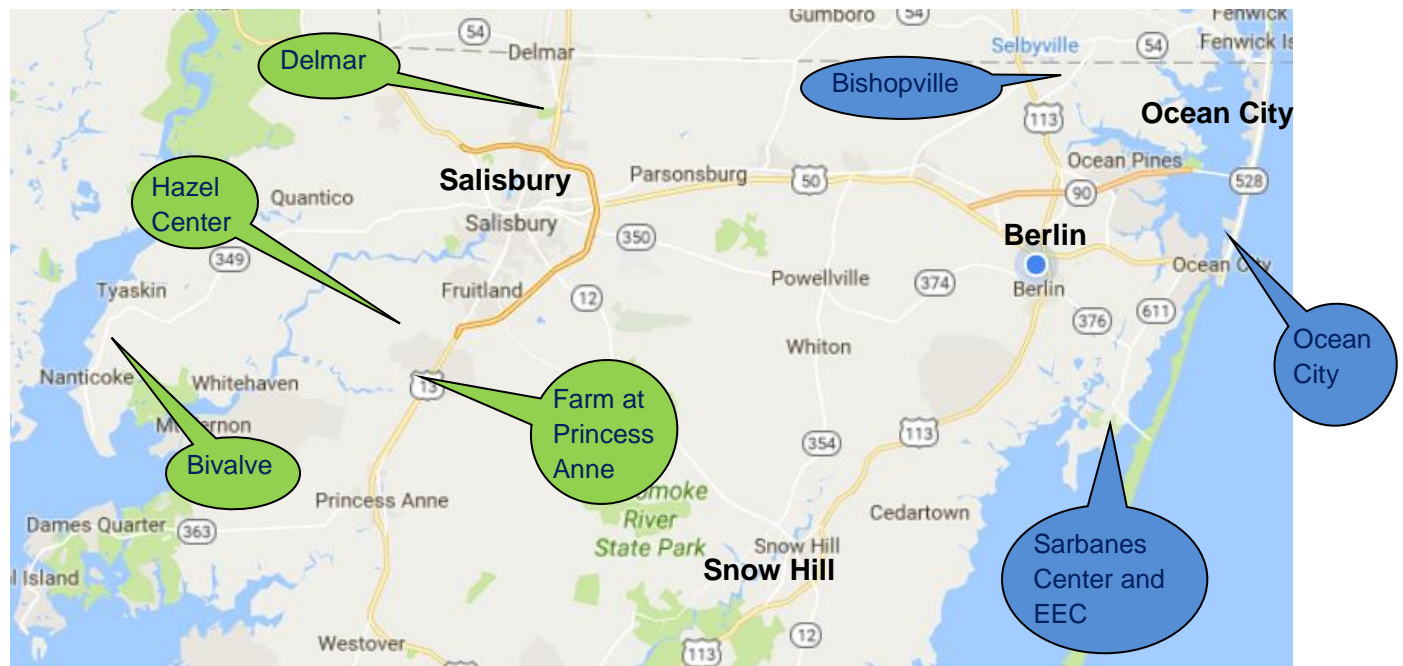 Gumboro
54
Fenwick
54
Delmar
Selbyville
54
Fenwick Is
Delmar
Bishopville
113
Ocean City
Ocean Pines
Hazel
Center
Quantico
Salisbury
Parsonsburg
50
90
528
Salisbury
350
Berlin
349
Tyaskin
Fruitland
12
Powellville
374
Berlin
Ocean City
376
611
Whiton
Ocean
City
Nanticoke
Whitehaven
13
Farm at
Princess
Anne
Bivalve
354
113
Princess Anne
omoke
River
State Park
Cedartown
Dames Quarter
363
Snow Hill
Snow Hill
Sarbanes
Center and
EEC
l Island
Westover
113
12